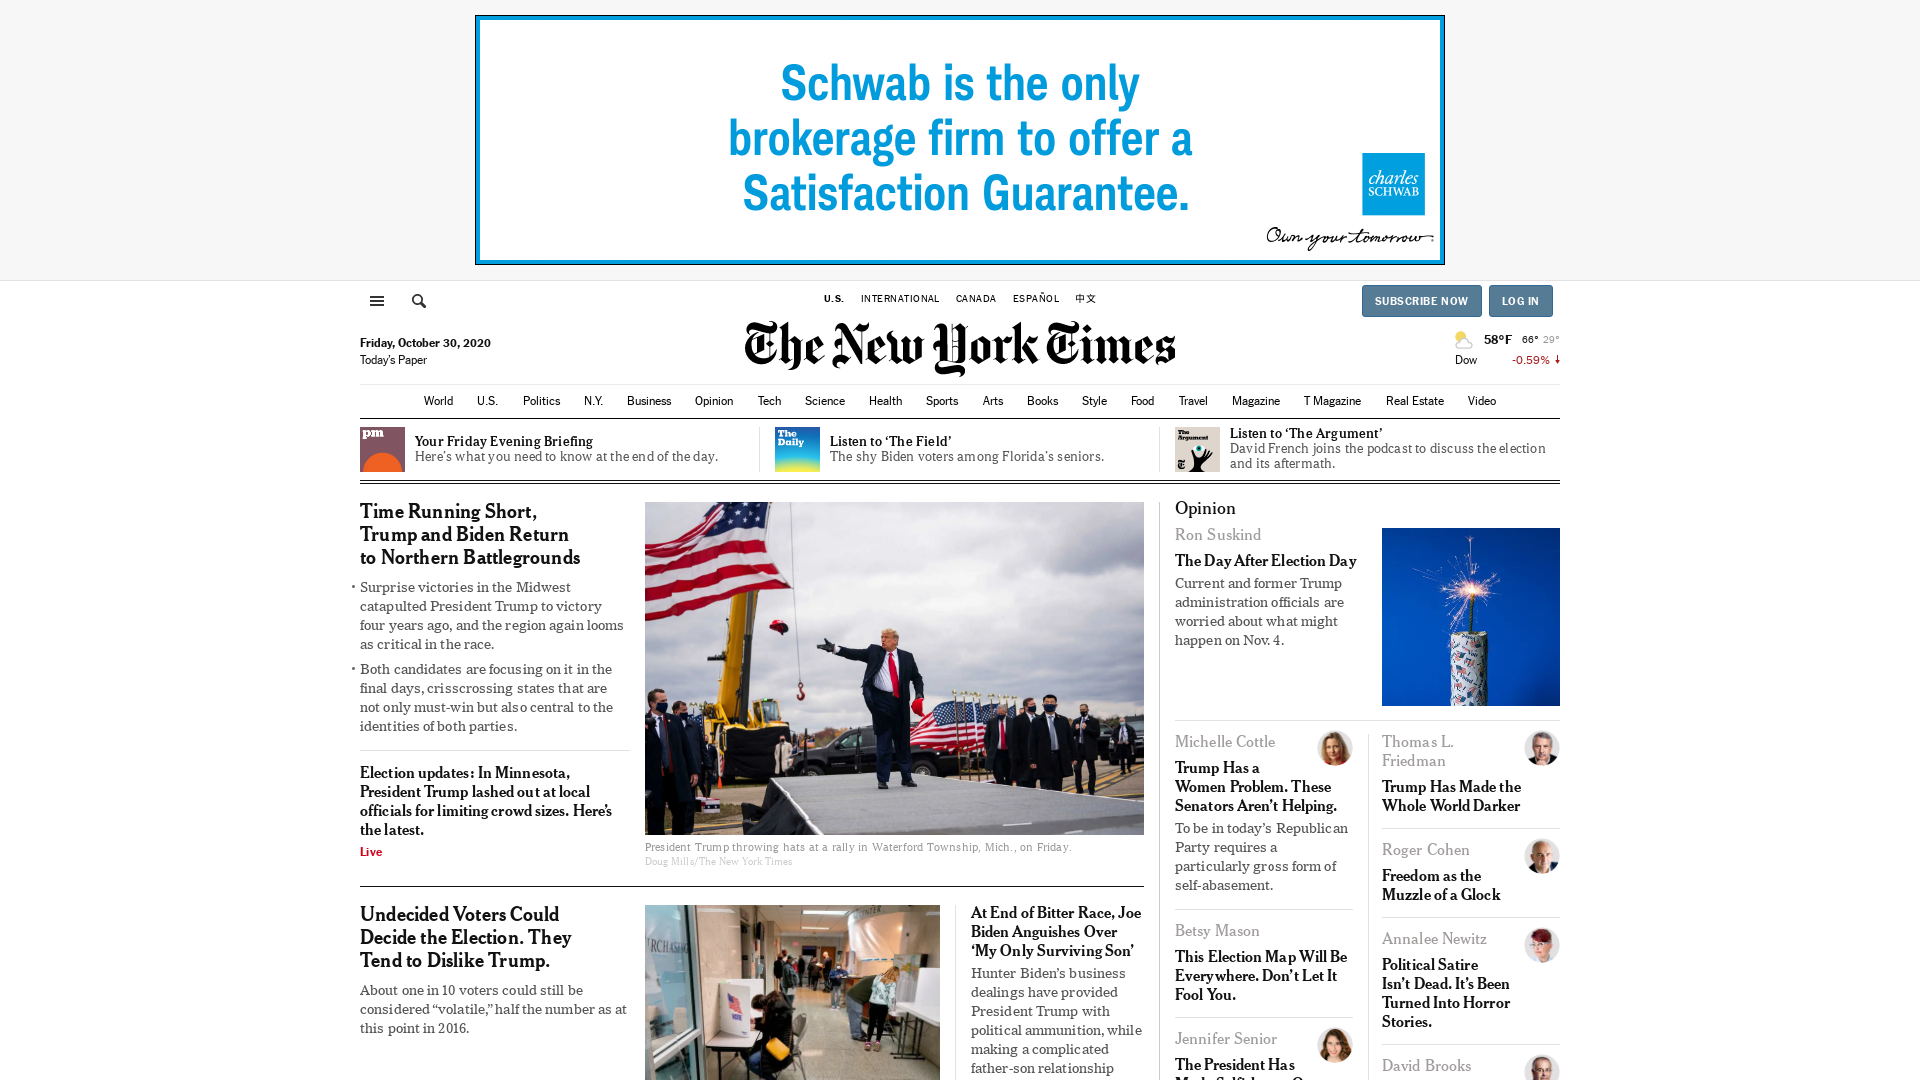 Schwab is the only
brokerage firm to offer a
Satisfaction Guarantee.
charles
SCHWAB
Own your tomorrow
U.S. INTERNATIONAL CANADA ESPAÑOL 中文
SUBSCRIBE NOW LOG IN
Friday, October 30, 2020
Today's Paper
The New York Times
58°F 66° 29°
Dow -0.59% ↓
World U.S. Politics N.Y. Business Opinion Tech Science Health Sports Arts Books Style Food Travel Magazine T Magazine Real Estate Video
pm
Your Friday Evening Briefing
Here's what you need to know at the end of the day.
The
Daily
Listen to ‘The Field’
The shy Biden voters among Florida's seniors.
The
Argument
Listen to ‘The Argument’
David French joins the podcast to discuss the election
and its aftermath.
Time Running Short,
Trump and Biden Return
to Northern Battlegrounds
• Surprise victories in the Midwest
catapulted President Trump to victory
four years ago, and the region again looms
as critical in the race.
• Both candidates are focusing on it in the
final days, crisscrossing states that are
not only must-win but also central to the
identities of both parties.
Election updates: In Minnesota,
President Trump lashed out at local
officials for limiting crowd sizes. Here's
the latest.
Live
President Trump throwing hats at a rally in Waterford Township, Mich., on Friday.
Doug Mills/The New York Times
Undecided Voters Could
Decide the Election. They
Tend to Dislike Trump.
About one in 10 voters could still be
considered “volatile,” half the number as at
this point in 2016.
At End of Bitter Race, Joe
Biden Anguishes Over
‘My Only Surviving Son’
Hunter Biden's business
dealings have provided
President Trump with
political ammunition, while
making a complicated
father-son relationship
Opinion
Ron Suskind
The Day After Election Day
Current and former Trump
administration officials are
worried about what might
happen on Nov. 4.
Michelle Cottle
Trump Has a
Women Problem. These
Senators Aren't Helping.
To be in today's Republican
Party requires a
particularly gross form of
self-abasement.
Betsy Mason
This Election Map Will Be
Everywhere. Don't Let It
Fool You.
Jennifer Senior
The President Has
Thomas L.
Friedman
Trump Has Made the
Whole World Darker
Roger Cohen
Freedom as the
Muzzle of a Glock
Annalee Newitz
Political Satire
Isn't Dead. It's Been
Turned Into Horror
Stories.
David Brooks